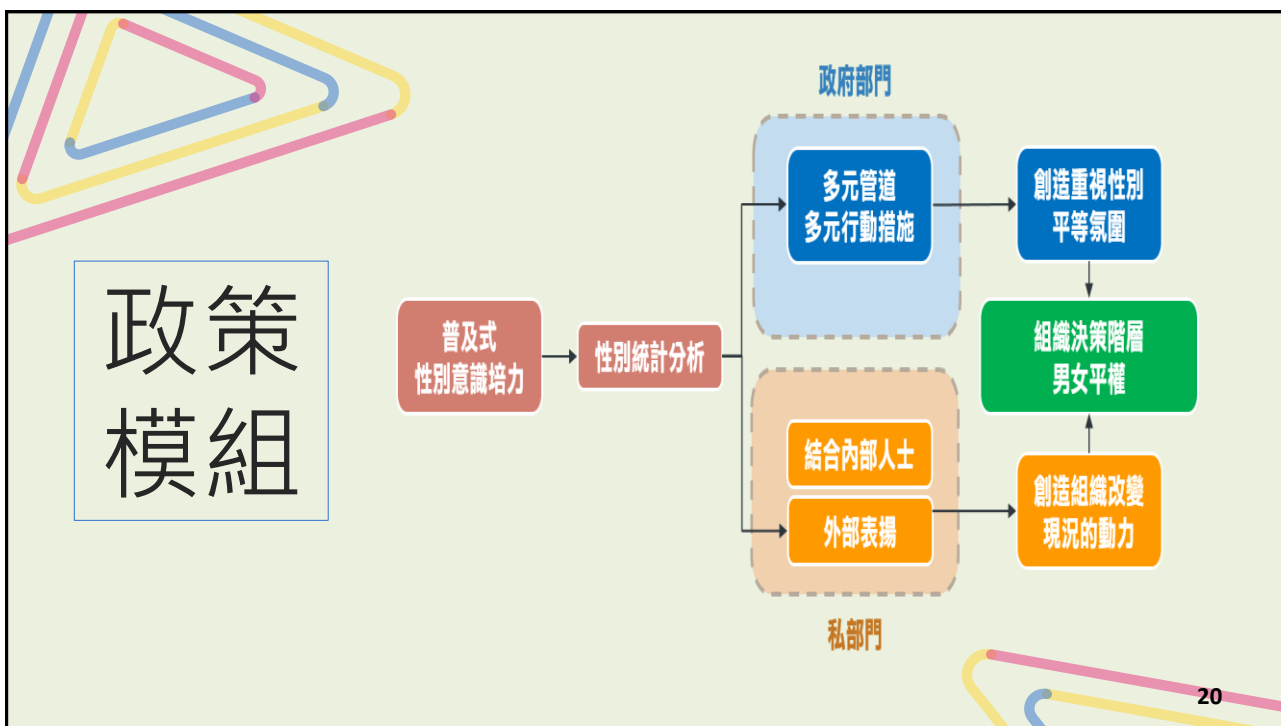 政策
模組
普及式
性別意識培力
性別統計分析
政府部門
多元管道
多元行動措施
創造重視性別
平等氛圍
組織決策階層
男女平權
結合內部人士
外部表揚
創造組織改變
現況的動力
私部門
20